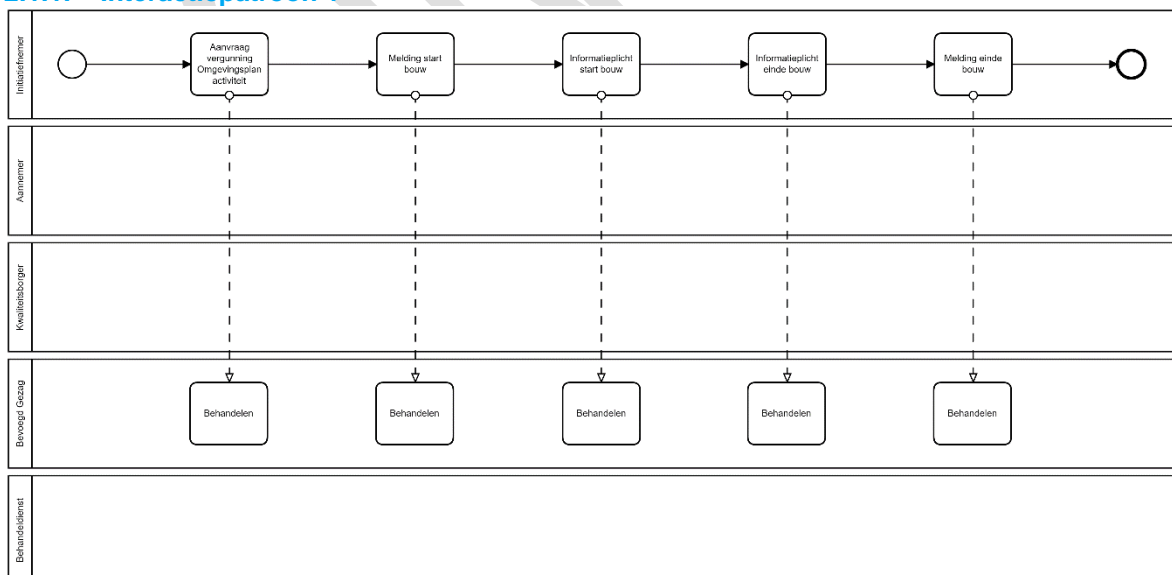 Initiatiefnemer
Aanvraag
vergunning
Omgevingsplan
activiteit
Melding start
bouw
Informatieplicht
start bouw
Informatieplicht
einde bouw
Melding einde
bouw
Aannemer
Kwaliteitsborger
Bevoegd Gezag
Behandelen
Behandelen
Behandelen
Behandelen
Behandelen
Behandeldienst